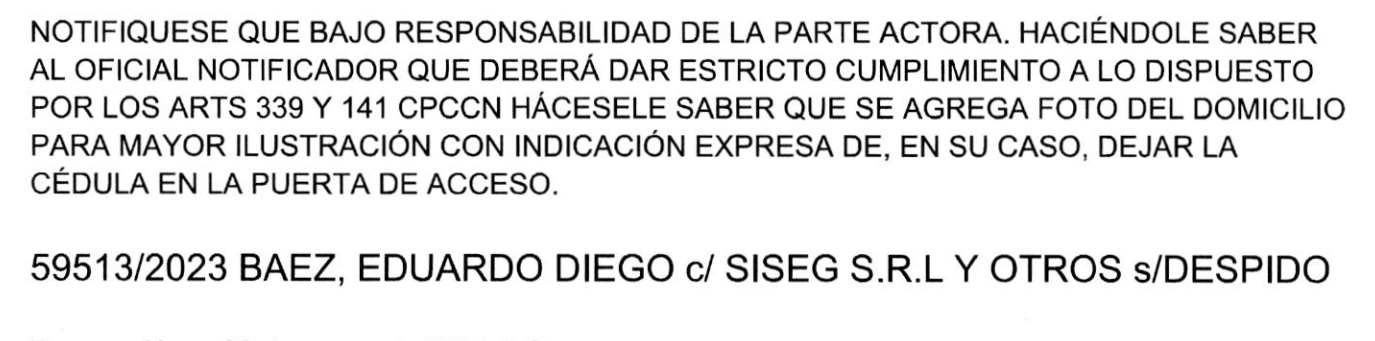 NOTIFIQUESE QUE BAJO RESPONSABILIDAD DE LA PARTE ACTORA. HACIÉNDOLE SABER
AL OFICIAL NOTIFICADOR QUE DEBERÁ DAR ESTRICTO CUMPLIMIENTO A LO DISPUESTO
POR LOS ARTS 339 Y 141 CPCCN HÁCESELE SABER QUE SE AGREGA FOTO DEL DOMICILIO
PARA MAYOR ILUSTRACIÓN CON INDICACIÓN EXPRESA DE, EN SU CASO, DEJAR LA
CÉDULA EN LA PUERTA DE ACCESO.
59513/2023 BAEZ, EDUARDO DIEGO c/ SISEG S.R.L Y OTROS s/DESPIDO